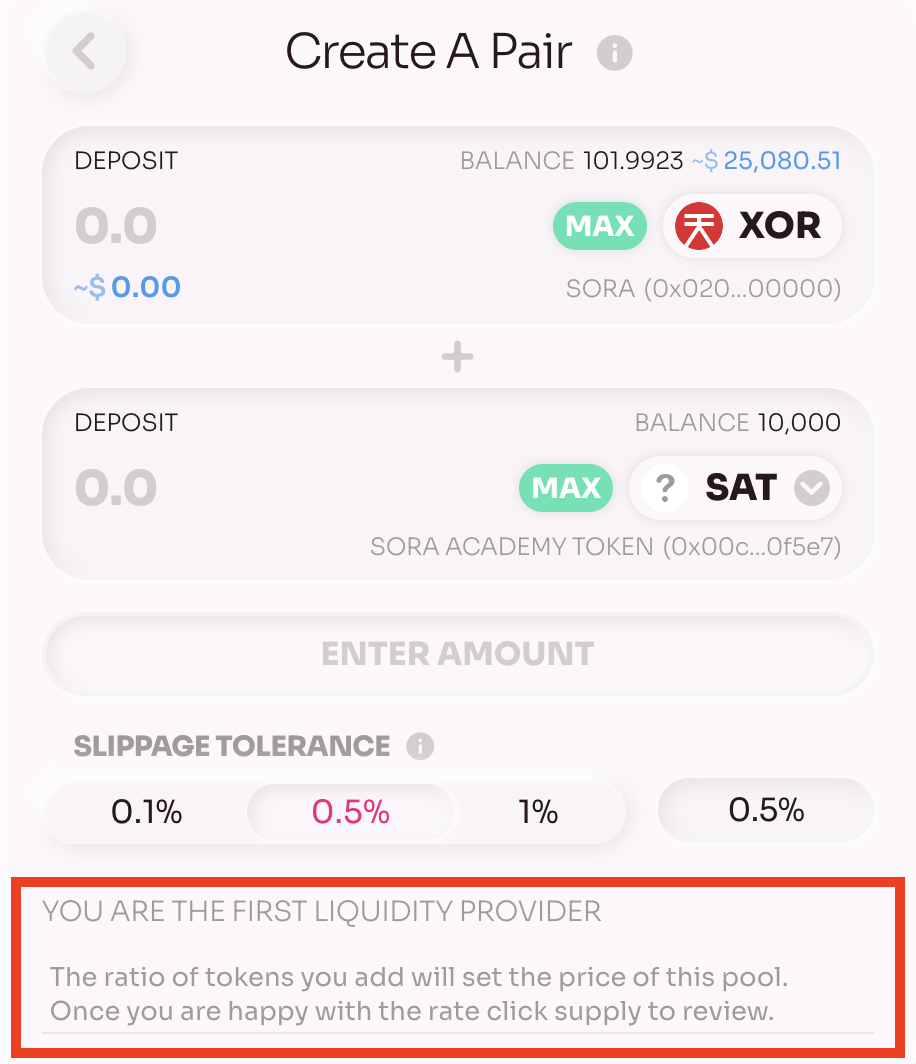 Create A Pair
DEPOSIT
BALANCE 101.9923 ~$ 25,080.51
0.0
MAX
XOR
~$ 0.00
SORA (0x020...00000)
+
DEPOSIT
BALANCE 10,000
0.0
MAX
? SAT
SORA ACADEMY TOKEN (0x00c...0f5e7)
ENTER AMOUNT
SLIPPAGE TOLERANCE
0.1%
0.5%
1%
0.5%
YOU ARE THE FIRST LIQUIDITY PROVIDER
The ratio of tokens you add will set the price of this pool.
Once you are happy with the rate click supply to review.